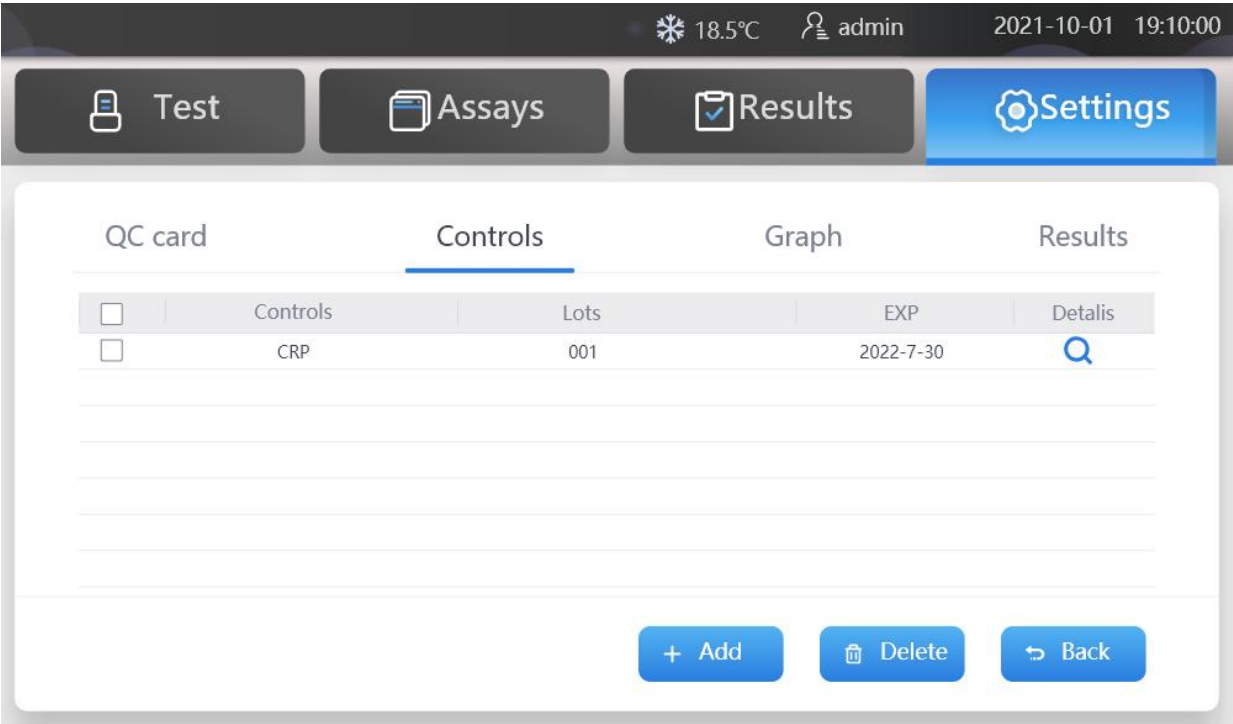 18.5℃ admin 2021-10-01 19:10:00
Test Assays Results Settings
QC card Controls Graph Results
Controls Lots EXP Detalis
CRP 001 2022-7-30
+ Add Delete Back